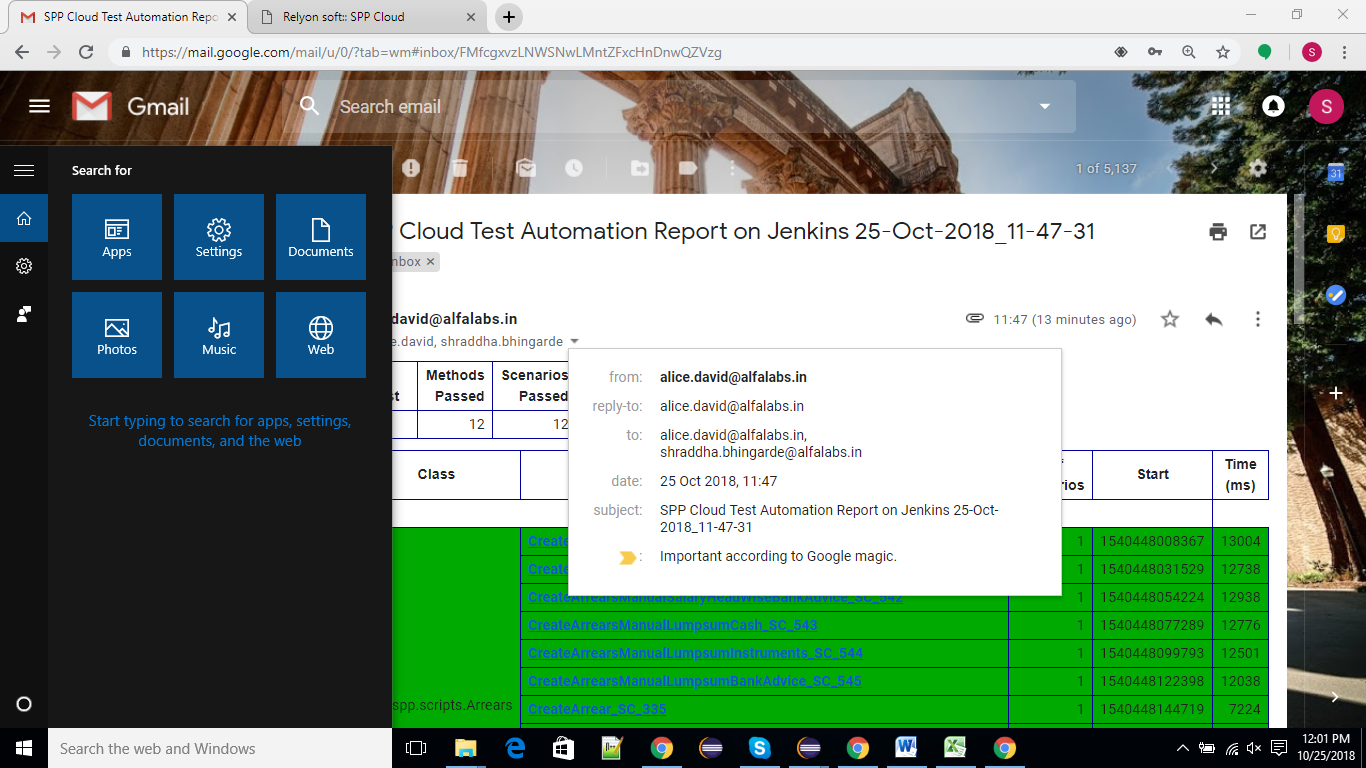 SPP Cloud Test Automation Repo
Relyon soft:: SPP Cloud
https://mail.google.com/mail/u/0/?tab=wm#inbox/FMfcgxvzLNWSNwLMntZFxcHnDnwQZVzg
S
Gmail
Search email
S
Search for
Apps
Settings
Documents
Photos
Music
Web
Start typing to search for apps, settings,
documents, and the web
1 of 5,137
31
Cloud Test Automation Report on Jenkins 25-Oct-2018_11-47-31
nbox ×
david@alfalabs.in
11:47 (13 minutes ago)
e.david, shraddha.bhingarde
Methods Passed
Scenarios Passed
st
12
12
from: alice.david@alfalabs.in
reply-to: alice.david@alfalabs.in
to: alice.david@alfalabs.in,
shraddha.bhingarde@alfalabs.in
date: 25 Oct 2018, 11:47
subject: SPP Cloud Test Automation Report on Jenkins 25-Oct-
2018_11-47-31
: Important according to Google magic.
Class
rios
Start
Time (ms)
Create 1 1540448008367 13004
Create 1 1540448031529 12738
CreateArrearsManualSalaryHeadWiseBankAdvice_SC_542 1 1540448054224 12938
CreateArrearsManualLumpsumCash_SC_543 1 1540448077289 12776
CreateArrearsManualLumpsumInstruments_SC_544 1 1540448099793 12501
CreateArrearsManualLumpsumBankAdvice_SC_545 1 1540448122398 12038
spp.scripts.Arrears CreateArrear_SC_335 1 1540448144719 7224
Search the web and Windows
12:01 PM
10/25/2018